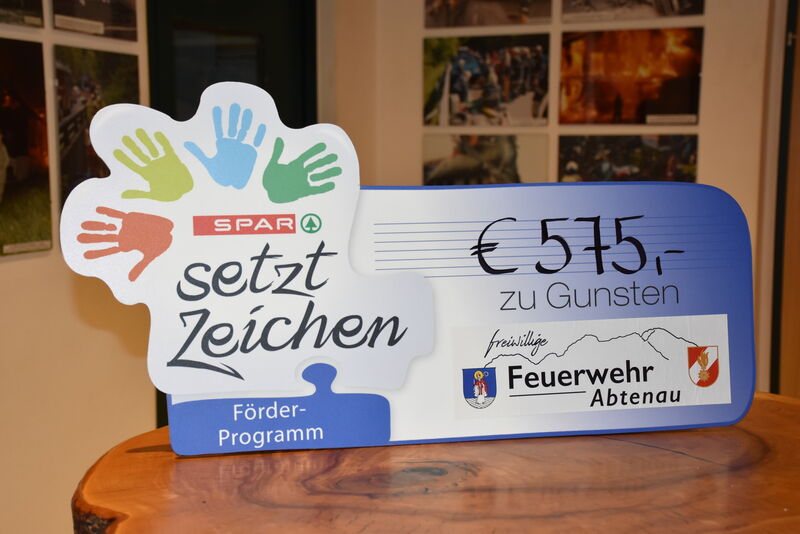 SPAR
setzt
Zeichen
Förder-
Programm
€ 575,-
zu Gunsten
freiwillige
Feuerwehr
Abtenau